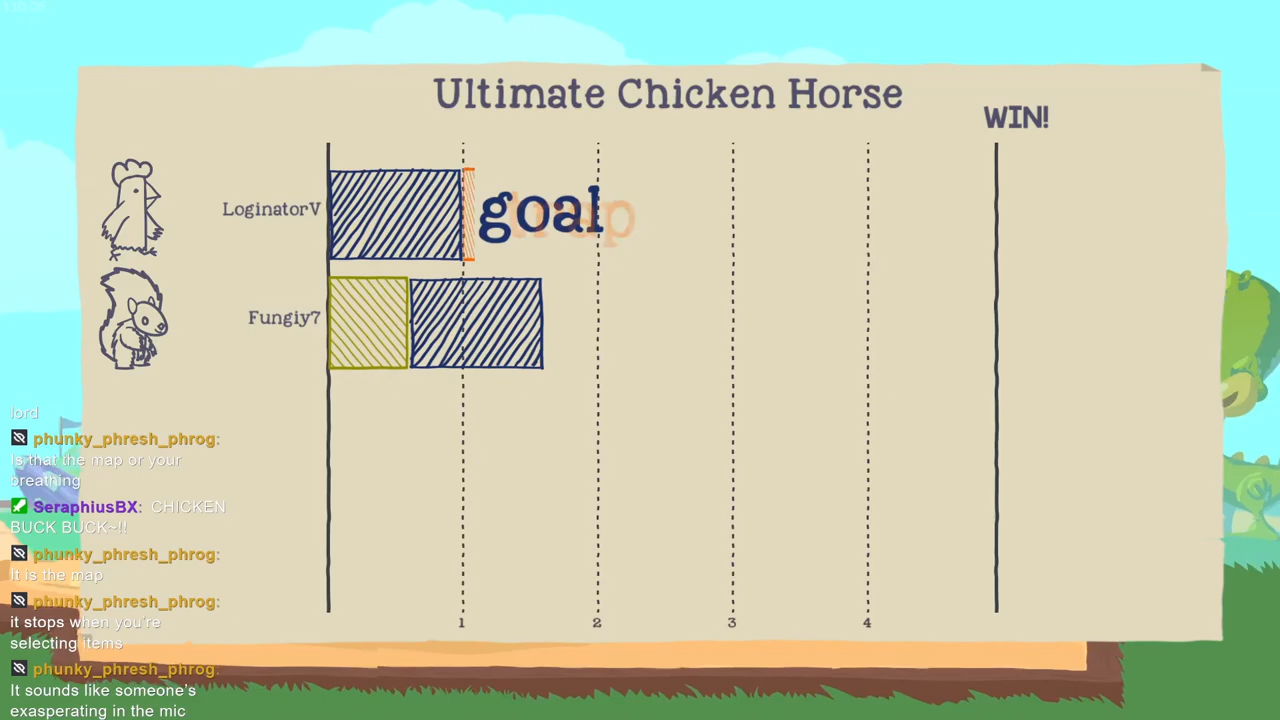 Ultimate Chicken Horse
WIN!
LoginatorV
goal
trap
Fungiy7
1 2 3 4
lord
phunky_phresh_phrog:
Is that the map or your
breathing
SeraphiusBX: CHICKEN
BUCK BUCK~!!
phunky_phresh_phrog:
It is the map
phunky_phresh_phrog:
it stops when you're
selecting items
phunky_phresh_phrog:
It sounds like someone's
exasperating in the mic